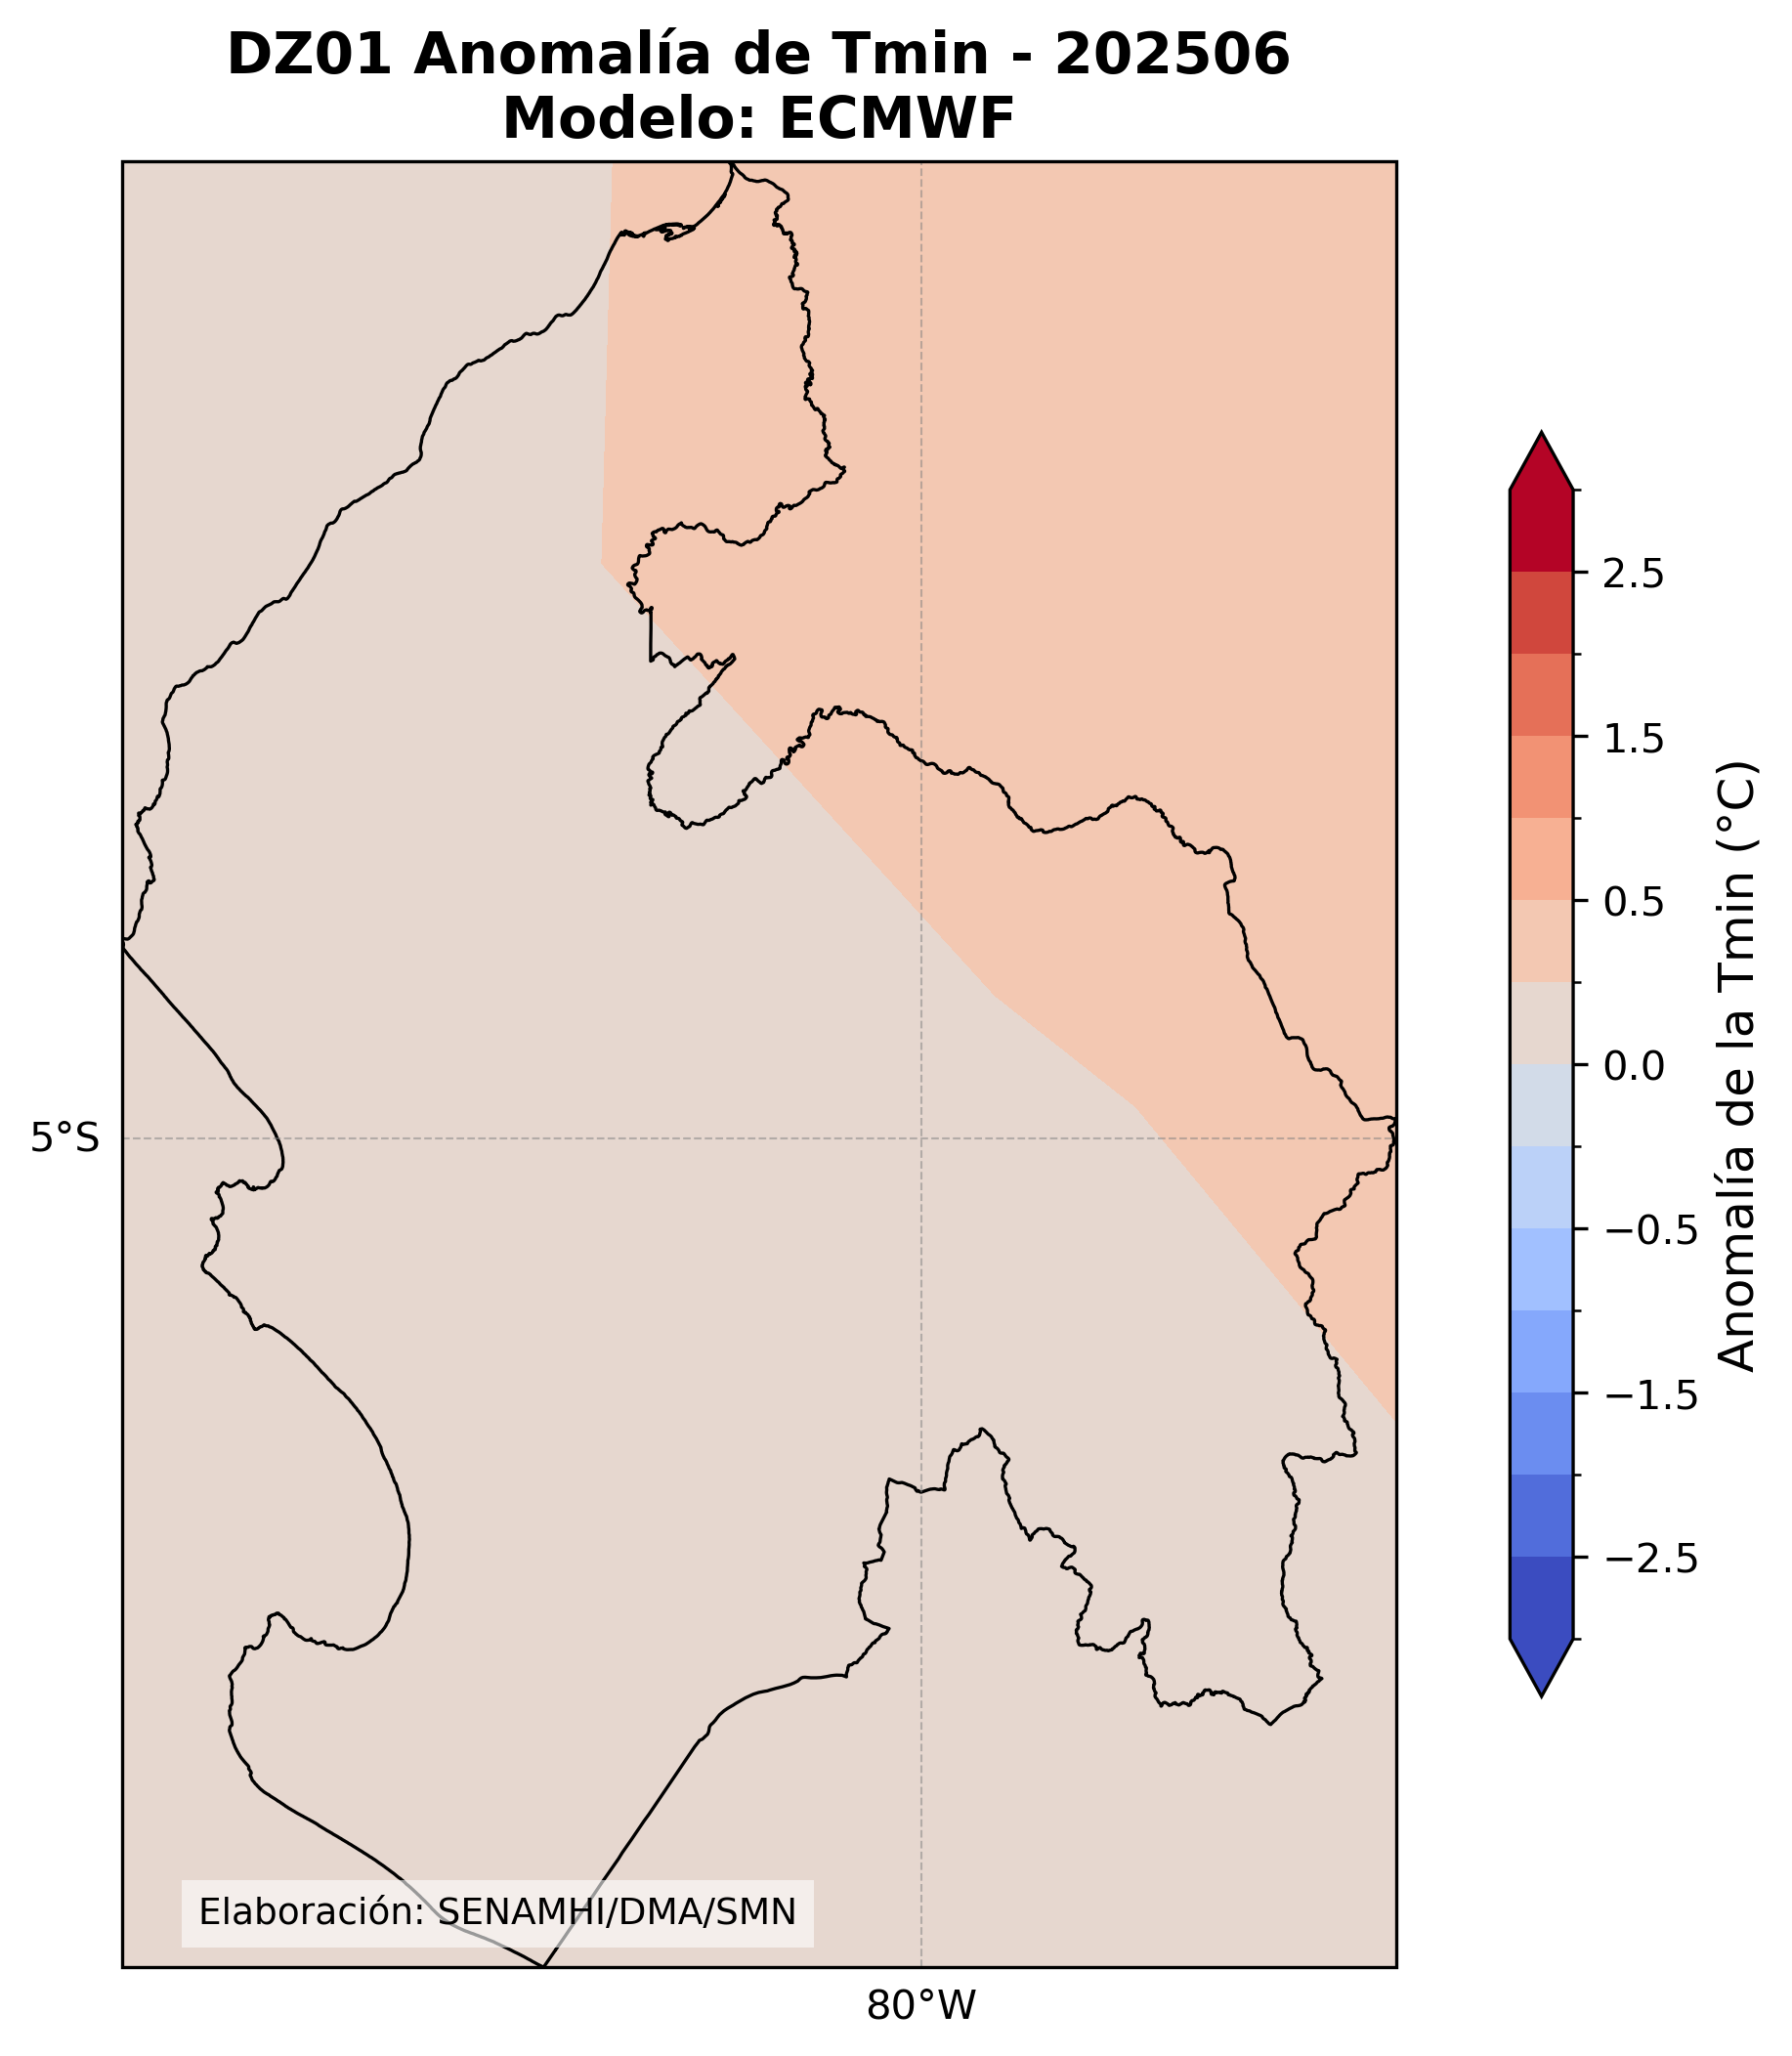 DZ01 Anomalía de Tmin - 202506
Modelo: ECMWF
5°S
80°W
Elaboración: SENAMHI/DMA/SMN
2.5
1.5
0.5
0.0
−0.5
−1.5
−2.5
Anomalía de la Tmin (°C)